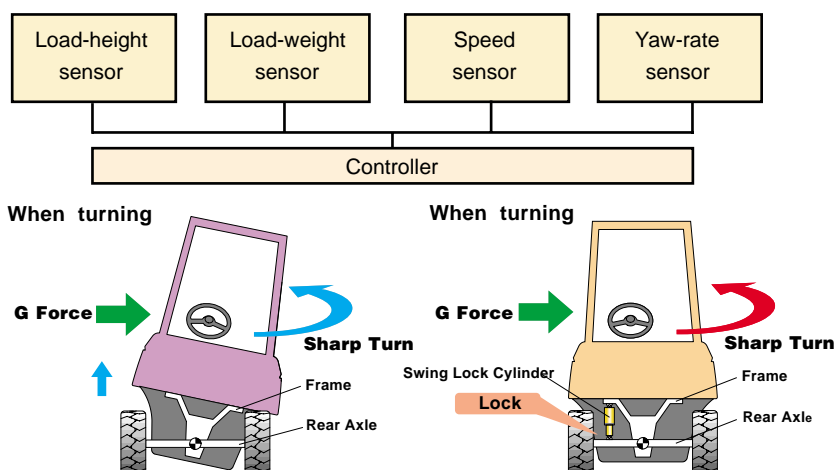 Load-height
sensor
Load-weight
sensor
Speed
sensor
Yaw-rate
sensor
Controller
When turning
G Force
Sharp Turn
Frame
Rear Axle
When turning
G Force
Sharp Turn
Swing Lock Cylinder
Lock
Frame
Rear Axle